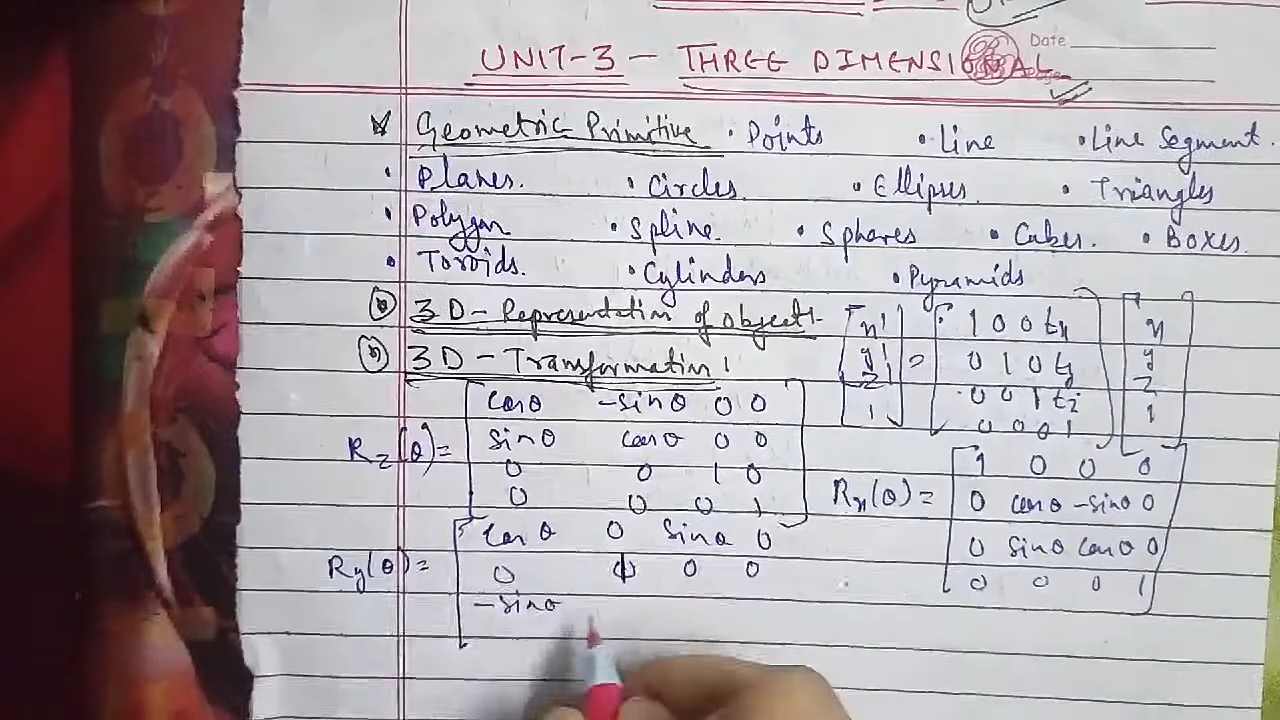 Date
UNIT-3 - THREE DIMENSIONAL
Geometric Primitive • Points • Line • Line Segment.
• Planes. • Circles. • Ellipses • Triangles
• Polygon • Spline. • Spheres • Cubes. • Boxes.
• Toroids. • Cylinders • Pyramids
3D - Representation of objects-
3D - Transformation:
x' 1 0 0 tx x
y' = 0 1 0 ty y
z' 0 0 1 tz z
1 0 0 0 1 1
cosθ -sinθ 0 0
Rz(θ) = sinθ cosθ 0 0
0 0 1 0
0 0 0 1
1 0 0 0
Rx(θ) = 0 cosθ -sinθ 0
0 sinθ cosθ 0
0 0 0 1
cosθ 0 sinθ 0
Ry(θ) = 0 1 0 0
-sinθ